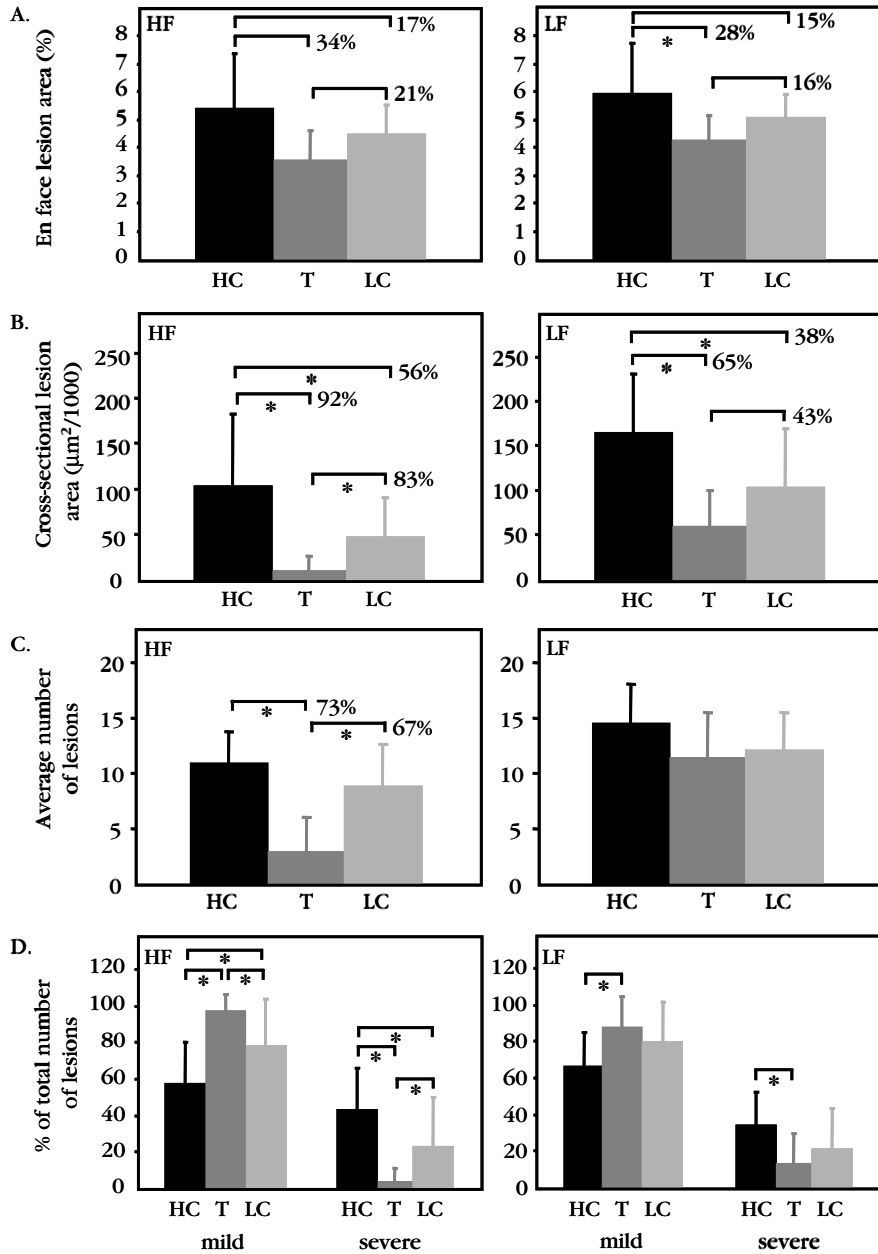 A.
En face lesion area (%)
HF
8
7
6
5
4
3
2
1
0
17%
34%
21%
HC T LC
LF
8
7
6
5
4
3
2
1
0
15%
* 28%
16%
HC T LC
B.
Cross-sectional lesion
area (μm²/1000)
HF
250
200
150
100
50
0
* 56%
* 92%
* 83%
HC T LC
LF
250
200
150
100
50
0
* 38%
* 65%
43%
HC T LC
C.
Average number
of lesions
HF
20
15
10
5
0
* 73%
* 67%
HC T LC
LF
20
15
10
5
0
HC T LC
D.
% of total number
of lesions
HF
120
100
80
60
40
20
0
*
* *
*
*
*
HC T LC HC T LC
mild severe
LF
120
100
80
60
40
20
0
*
*
HC T LC HC T LC
mild severe